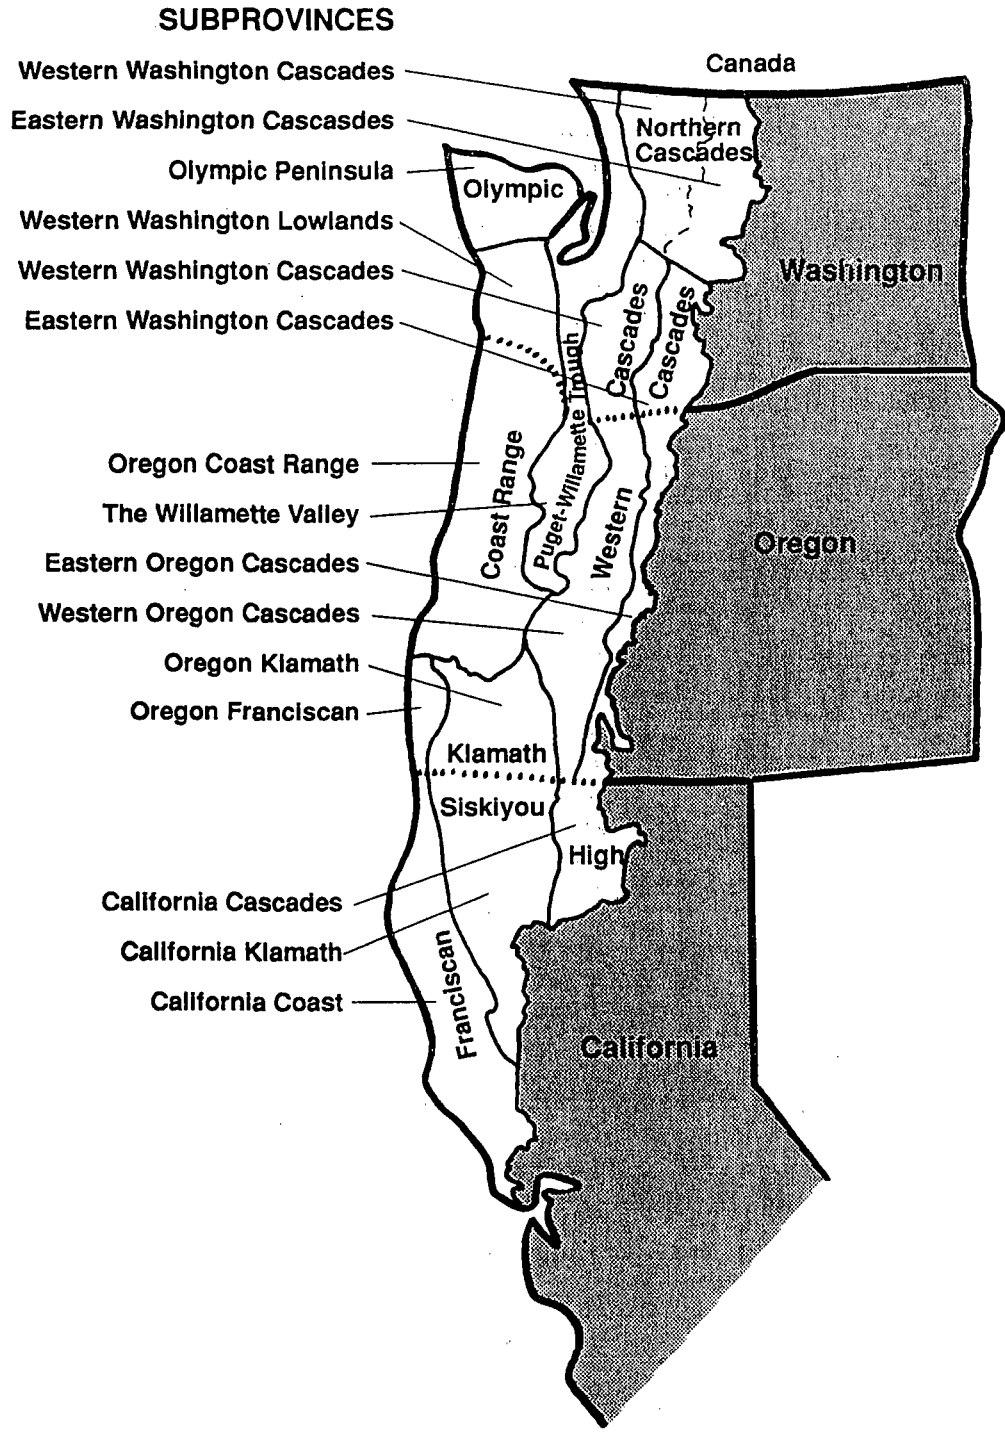 SUBPROVINCES
Western Washington Cascades
Eastern Washington Cascasdes
Olympic Peninsula
Western Washington Lowlands
Western Washington Cascades
Eastern Washington Cascades
Oregon Coast Range
The Willamette Valley
Eastern Oregon Cascades
Western Oregon Cascades
Oregon Klamath
Oregon Franciscan
California Cascades
California Klamath
California Coast
Canada
Northern
Cascades
Olympic
Washington
Cascades
Cascades
Puget-Willamette Trough
Coast Range
Western
Oregon
Klamath
Siskiyou
High
Franciscan
California